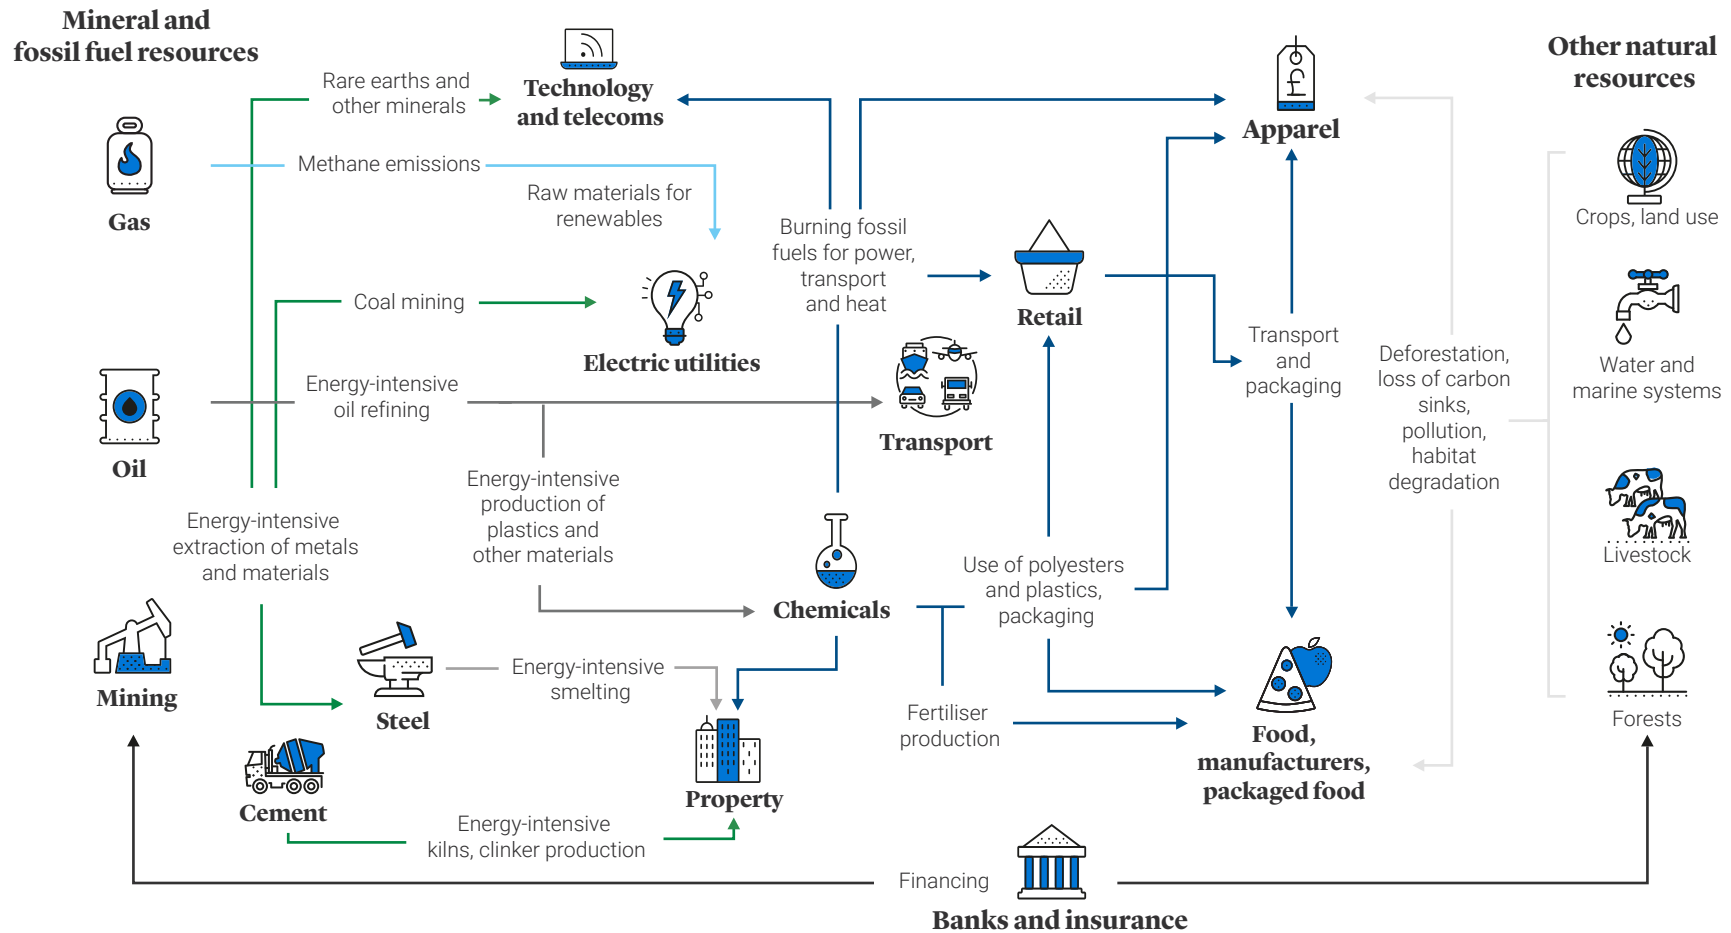 Mineral and
fossil fuel resources
Other natural
resources
Rare earths and
other minerals
Technology
and telecoms
£
Apparel
Gas
Methane emissions
Raw materials for
renewables
Burning fossil
fuels for power,
transport
and heat
Crops, land use
Coal mining
Electric utilities
Retail
Transport
and
packaging
Water and
marine systems
Energy-intensive
oil refining
Transport
Deforestation,
loss of carbon
sinks,
pollution,
habitat
degradation
Oil
Energy-intensive
extraction of metals
and materials
Energy-intensive
production of
plastics and
other materials
Chemicals
Use of polyesters
and plastics,
packaging
Livestock
Mining
Steel
Energy-intensive
smelting
Fertiliser
production
Food,
manufacturers,
packaged food
Forests
Cement
Property
Energy-intensive
kilns, clinker production
Financing
Banks and insurance